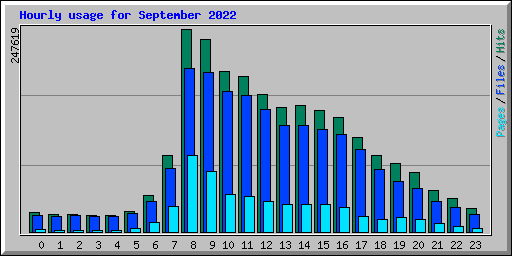 Hourly usage for September 2022
247619
Pages/Files/Hits
0 1 2 3 4 5 6 7 8 9 10 11 12 13 14 15 16 17 18 19 20 21 22 23